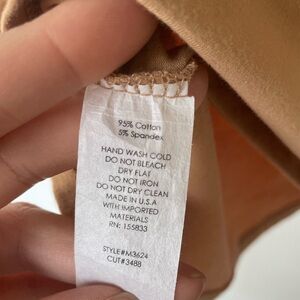 95% Cotton
5% Spandex
HAND WASH COLD
DO NOT BLEACH
DRY FLAT
DO NOT IRON
DO NOT DRY CLEAN
MADE IN U.S.A
WITH IMPORTED
MATERIALS
RN: 155833
STYLE#M3624
CUT#3488